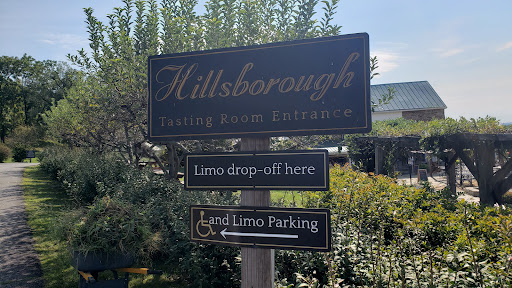 Hillsborough
Tasting Room Entrance
Limo drop-off here
and Limo Parking